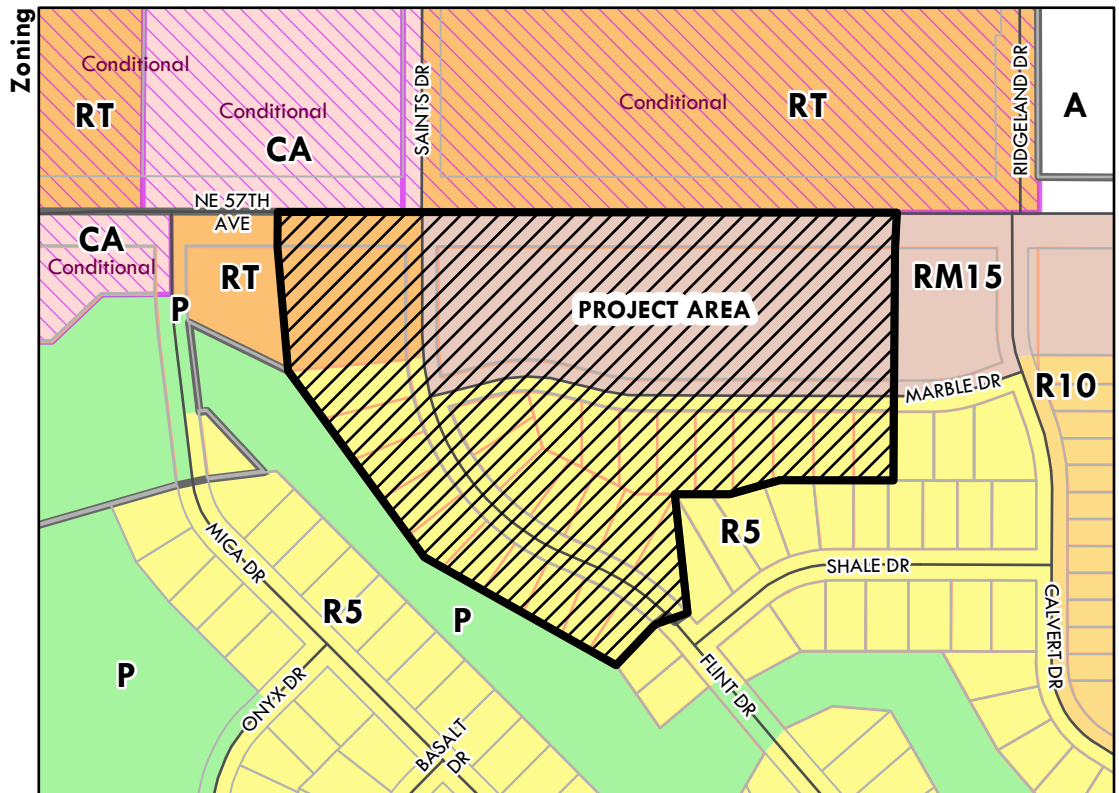 Zoning
Conditional
RT
Conditional
CA
SAINTS DR
Conditional
RT
RIDGELAND DR
A
NE 57TH
AVE
CA
Conditional
P
RT
PROJECT AREA
RM15
MARBLE DR
R10
R5
SHALE DR
MICA DR
R5
P
P
CALVERT DR
FLINT DR
ONYX DR
BASALT
DR